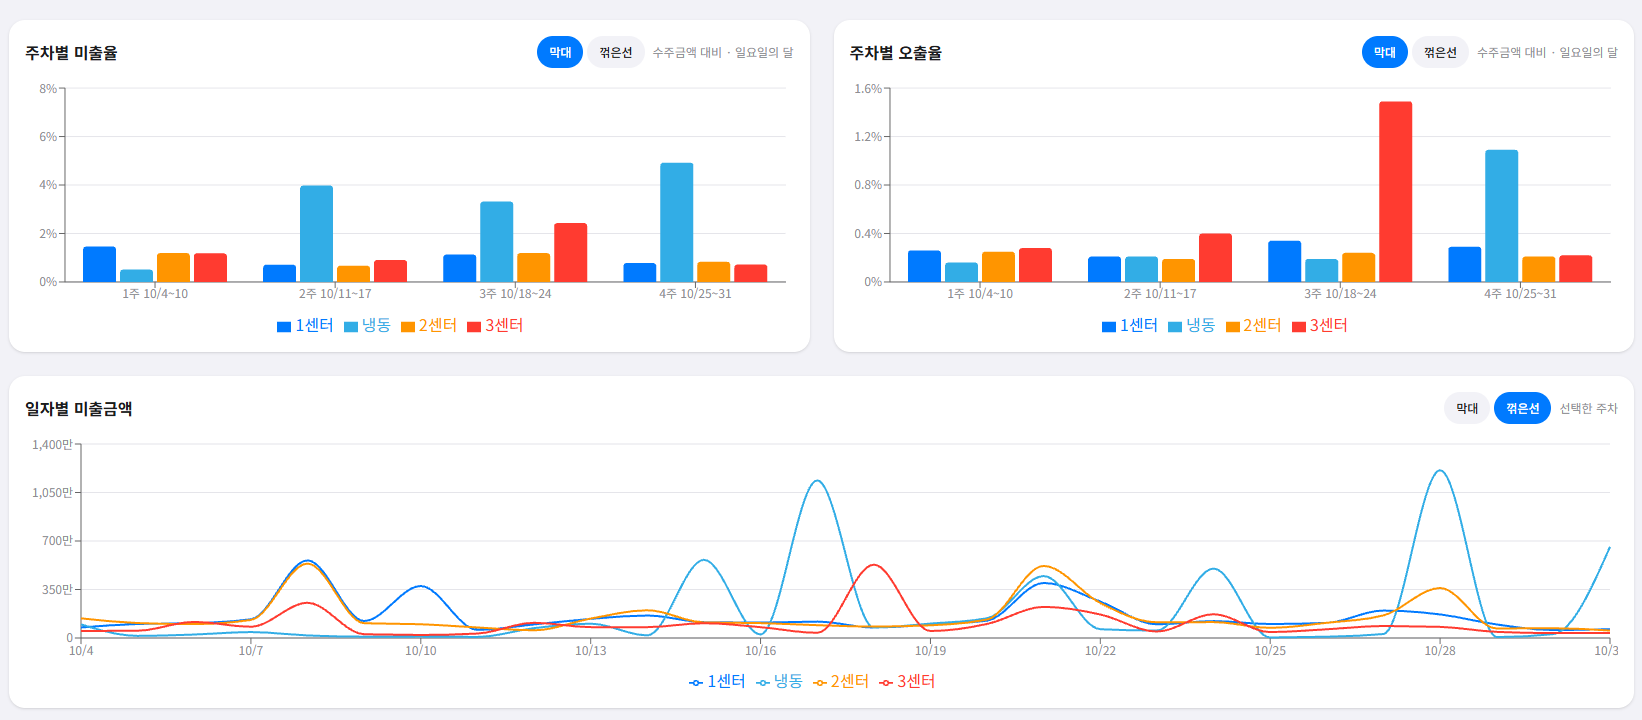 주차별 미출율
막대 꺾은선 수주금액 대비 · 일요일의 달
8%
6%
4%
2%
0%
1주 10/4~10 2주 10/11~17 3주 10/18~24 4주 10/25~31
1센터 냉동 2센터 3센터
주차별 오출율
막대 꺾은선 수주금액 대비 · 일요일의 달
1.6%
1.2%
0.8%
0.4%
0%
1주 10/4~10 2주 10/11~17 3주 10/18~24 4주 10/25~31
1센터 냉동 2센터 3센터
일자별 미출금액
막대 꺾은선 선택한 주차
1,400만
1,050만
700만
350만
0
10/4 10/7 10/10 10/13 10/16 10/19 10/22 10/25 10/28 10/3
1센터 냉동 2센터 3센터